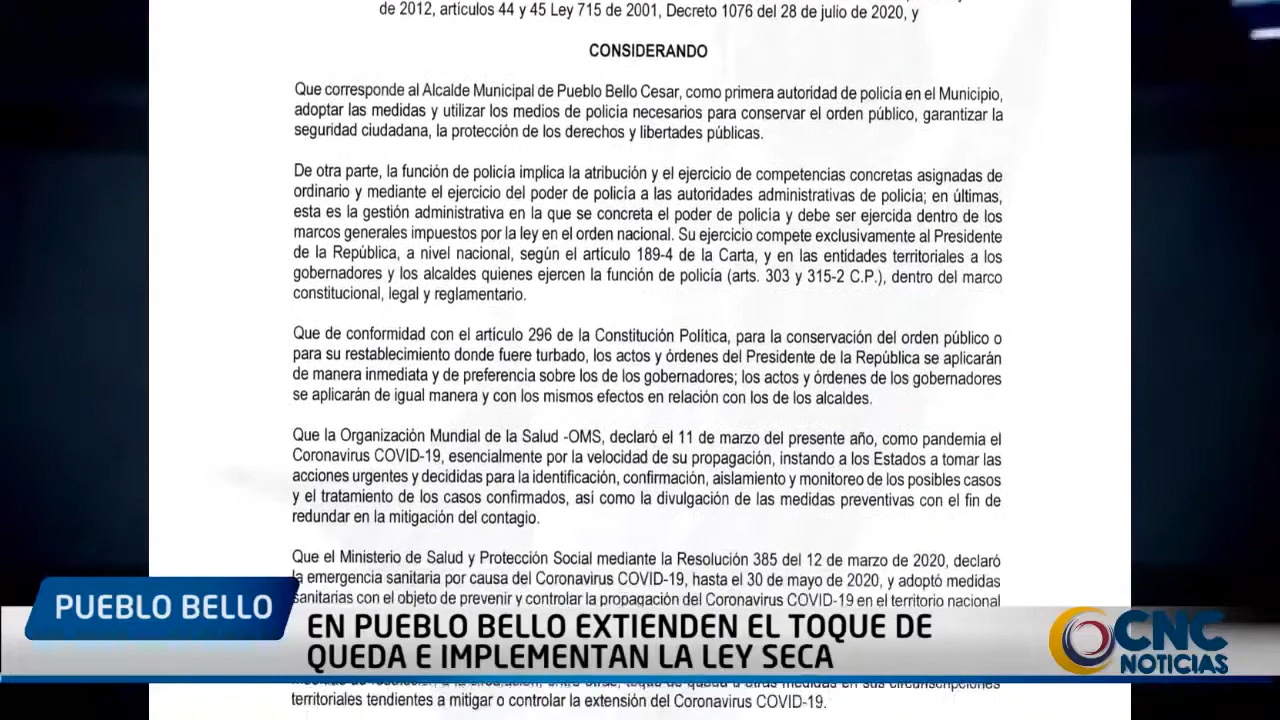 de 2012, artículos 44 y 45 Ley 715 de 2001, Decreto 1076 del 28 de julio de 2020, y
CONSIDERANDO
Que corresponde al Alcalde Municipal de Pueblo Bello Cesar, como primera autoridad de policía en el Municipio,
adoptar las medidas y utilizar los medios de policía necesarios para conservar el orden público, garantizar la
seguridad ciudadana, la protección de los derechos y libertades públicas.
De otra parte, la función de policía implica la atribución y el ejercicio de competencias concretas asignadas de
ordinario y mediante el ejercicio del poder de policía a las autoridades administrativas de policía; en últimas,
esta es la gestión administrativa en la que se concreta el poder de policía y debe ser ejercida dentro de los
marcos generales impuestos por la ley en el orden nacional. Su ejercicio compete exclusivamente al Presidente
de la República, a nivel nacional, según el artículo 189-4 de la Carta, y en las entidades territoriales a los
gobernadores y los alcaldes quienes ejercen la función de policía (arts. 303 y 315-2 C.P.), dentro del marco
constitucional, legal y reglamentario.
Que de conformidad con el artículo 296 de la Constitución Política, para la conservación del orden público o
para su restablecimiento donde fuere turbado, los actos y órdenes del Presidente de la República se aplicarán
de manera inmediata y de preferencia sobre los de los gobernadores; los actos y órdenes de los gobernadores
se aplicarán de igual manera y con los mismos efectos en relación con los de los alcaldes.
Que la Organización Mundial de la Salud -OMS, declaró el 11 de marzo del presente año, como pandemia el
Coronavirus COVID-19, esencialmente por la velocidad de su propagación, instando a los Estados a tomar las
acciones urgentes y decididas para la identificación, confirmación, aislamiento y monitoreo de los posibles casos
y el tratamiento de los casos confirmados, así como la divulgación de las medidas preventivas con el fin de
redundar en la mitigación del contagio.
Que el Ministerio de Salud y Protección Social mediante la Resolución 385 del 12 de marzo de 2020, declaró
la emergencia sanitaria por causa del Coronavirus COVID-19, hasta el 30 de mayo de 2020, y adoptó medidas
sanitarias con el objeto de prevenir y controlar la propagación del Coronavirus COVID-19 en el territorio nacional
PUEBLO BELLO
EN PUEBLO BELLO EXTIENDEN EL TOQUE DE
QUEDA E IMPLEMENTAN LA LEY SECA
CNC
NOTICIAS
territoriales tendientes a mitigar o controlar la extensión del Coronavirus COVID-19.